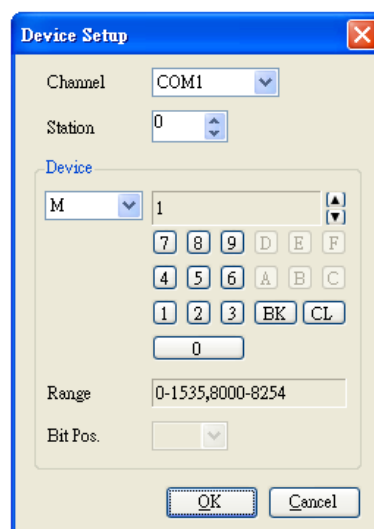 Device Setup
Channel COM1
Station 0
Device
M 1
7 8 9 D E F
4 5 6 A B C
1 2 3 BK CL
0
Range 0-1535,8000-8254
Bit Pos.
OK Cancel